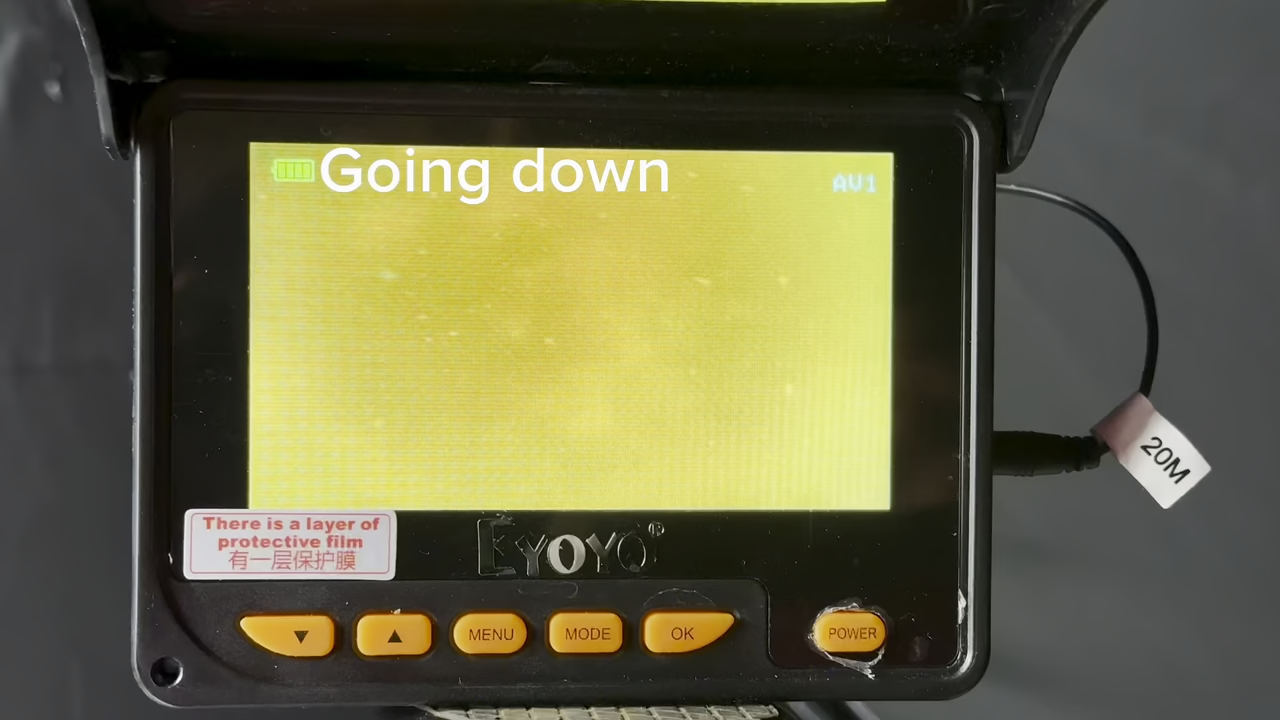 Going down
AV1
20M
There is a layer of
protective film
有一层保护膜
EYOYO®
▼
▲
MENU
MODE
OK
POWER